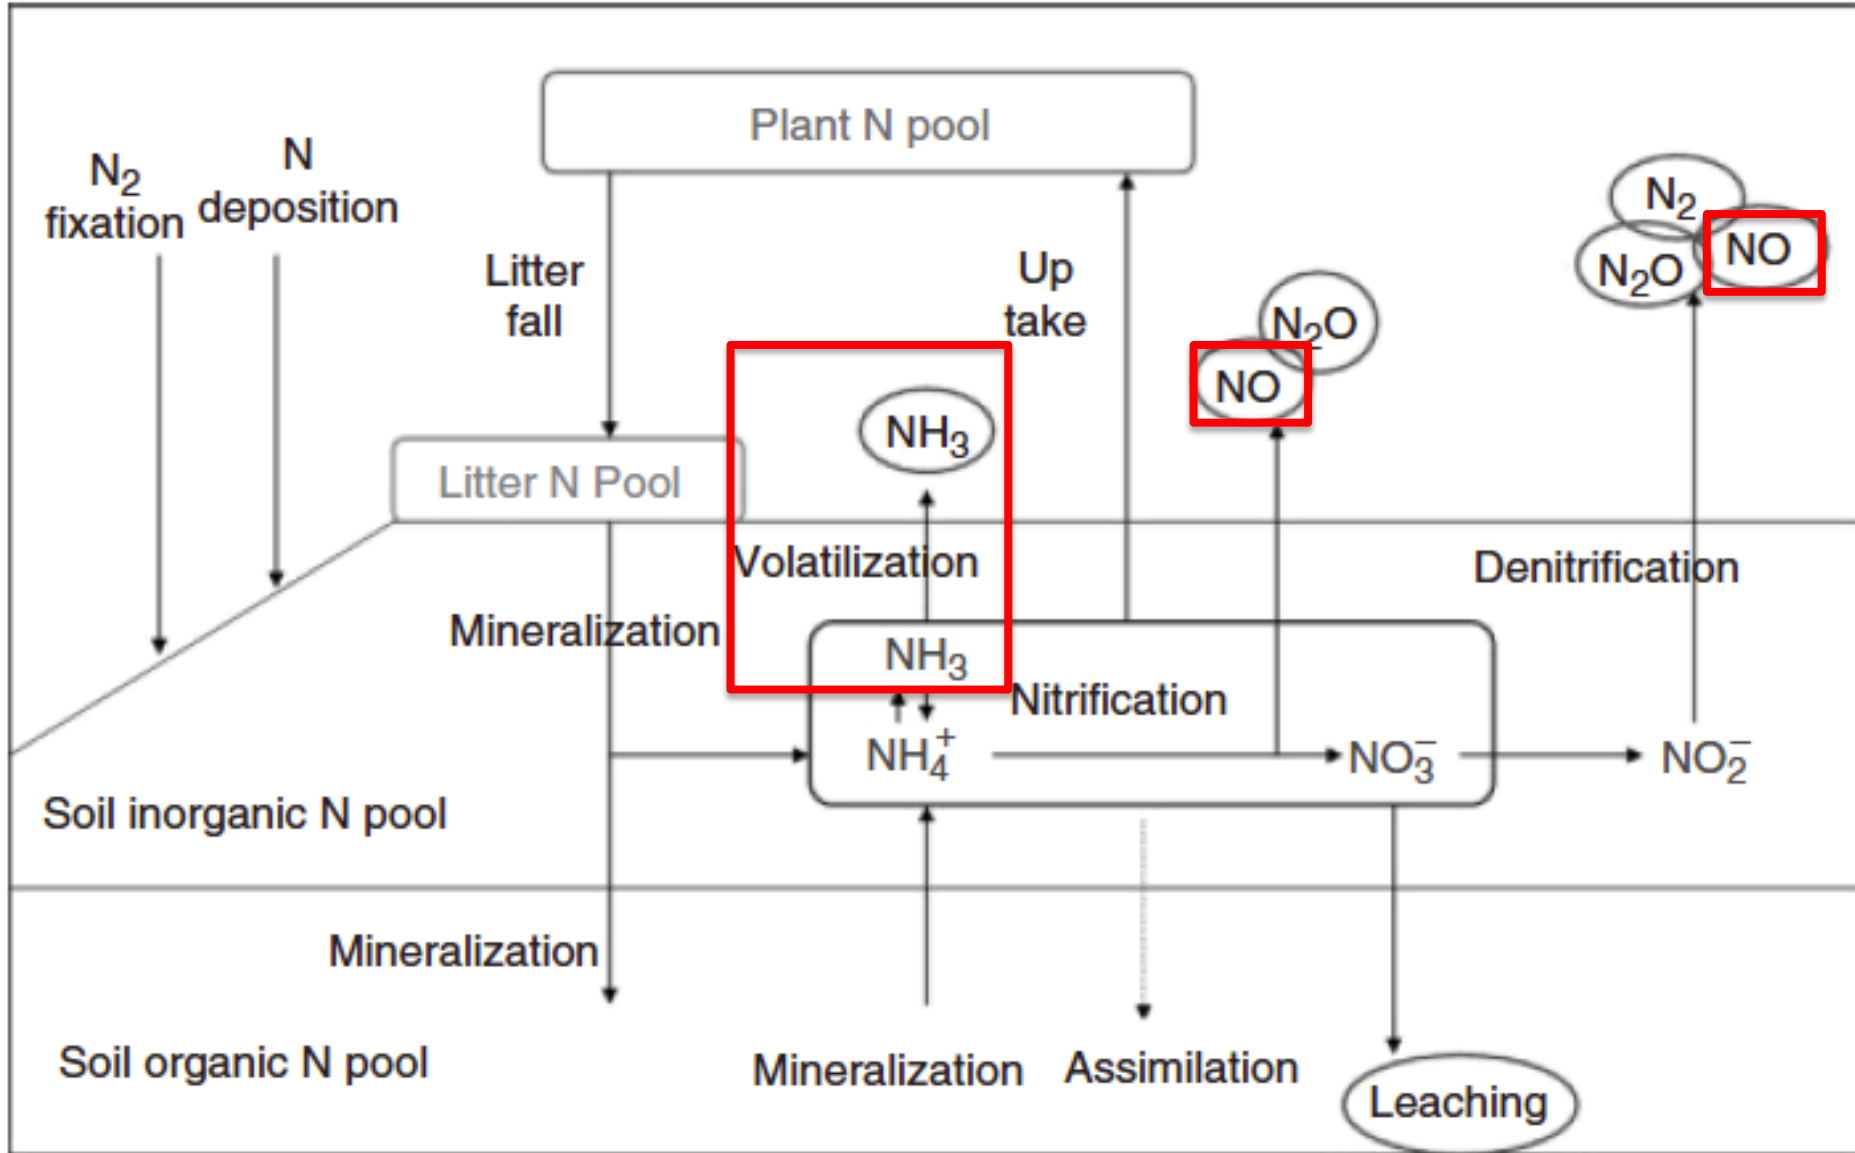 Plant N pool
N₂
fixation
N
deposition
Litter
fall
Up
take
N₂
N₂O
NO
N₂O
NO
NH₃
Litter N Pool
Volatilization
Denitrification
Mineralization
NH₃
Nitrification
NH₄⁺
NO₃⁻
NO₂⁻
Soil inorganic N pool
Mineralization
Soil organic N pool
Mineralization
Assimilation
Leaching